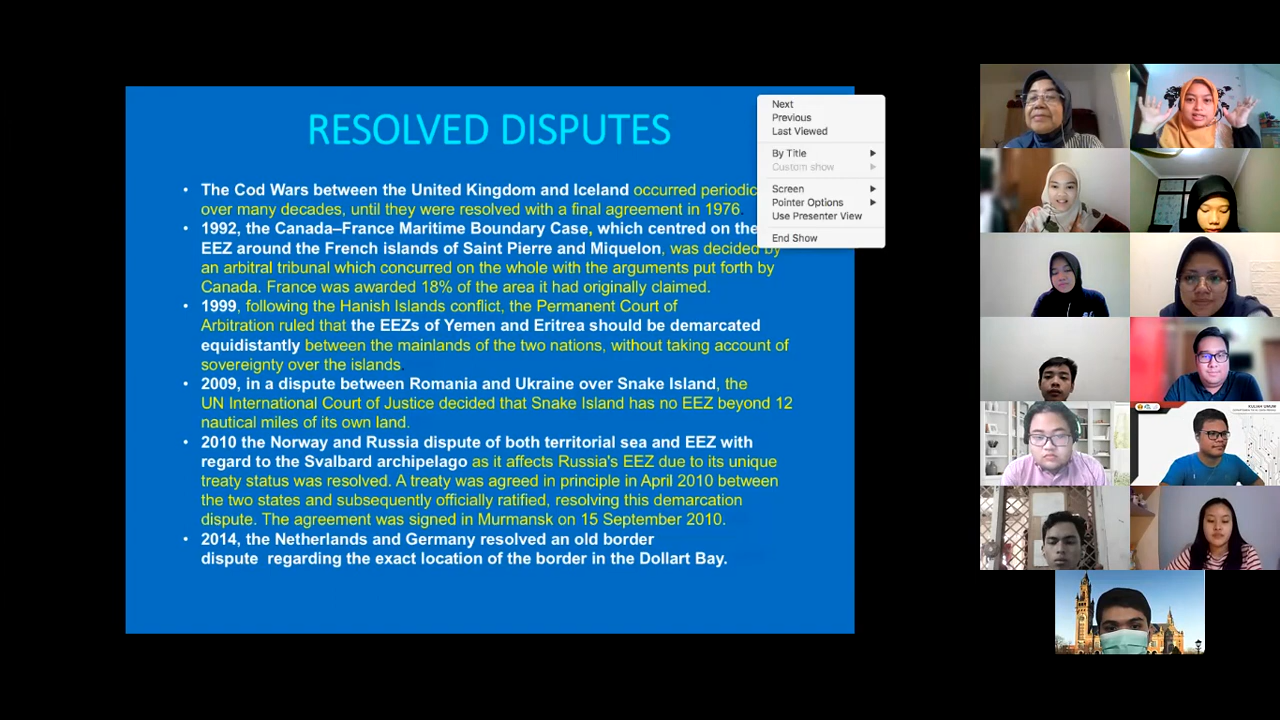 RESOLVED DISPUTES
• The Cod Wars between the United Kingdom and Iceland occurred periodic
over many decades, until they were resolved with a final agreement in 1976.
• 1992, the Canada–France Maritime Boundary Case, which centred on the
EEZ around the French islands of Saint Pierre and Miquelon, was decided by
an arbitral tribunal which concurred on the whole with the arguments put forth by
Canada. France was awarded 18% of the area it had originally claimed.
• 1999, following the Hanish Islands conflict, the Permanent Court of
Arbitration ruled that the EEZs of Yemen and Eritrea should be demarcated
equidistantly between the mainlands of the two nations, without taking account of
sovereignty over the islands.
• 2009, in a dispute between Romania and Ukraine over Snake Island, the
UN International Court of Justice decided that Snake Island has no EEZ beyond 12
nautical miles of its own land.
• 2010 the Norway and Russia dispute of both territorial sea and EEZ with
regard to the Svalbard archipelago as it affects Russia's EEZ due to its unique
treaty status was resolved. A treaty was agreed in principle in April 2010 between
the two states and subsequently officially ratified, resolving this demarcation
dispute. The agreement was signed in Murmansk on 15 September 2010.
• 2014, the Netherlands and Germany resolved an old border
dispute regarding the exact location of the border in the Dollart Bay.
Next
Previous
Last Viewed
By Title
Custom show
Screen
Pointer Options
Use Presenter View
End Show
KULIAH UMUM